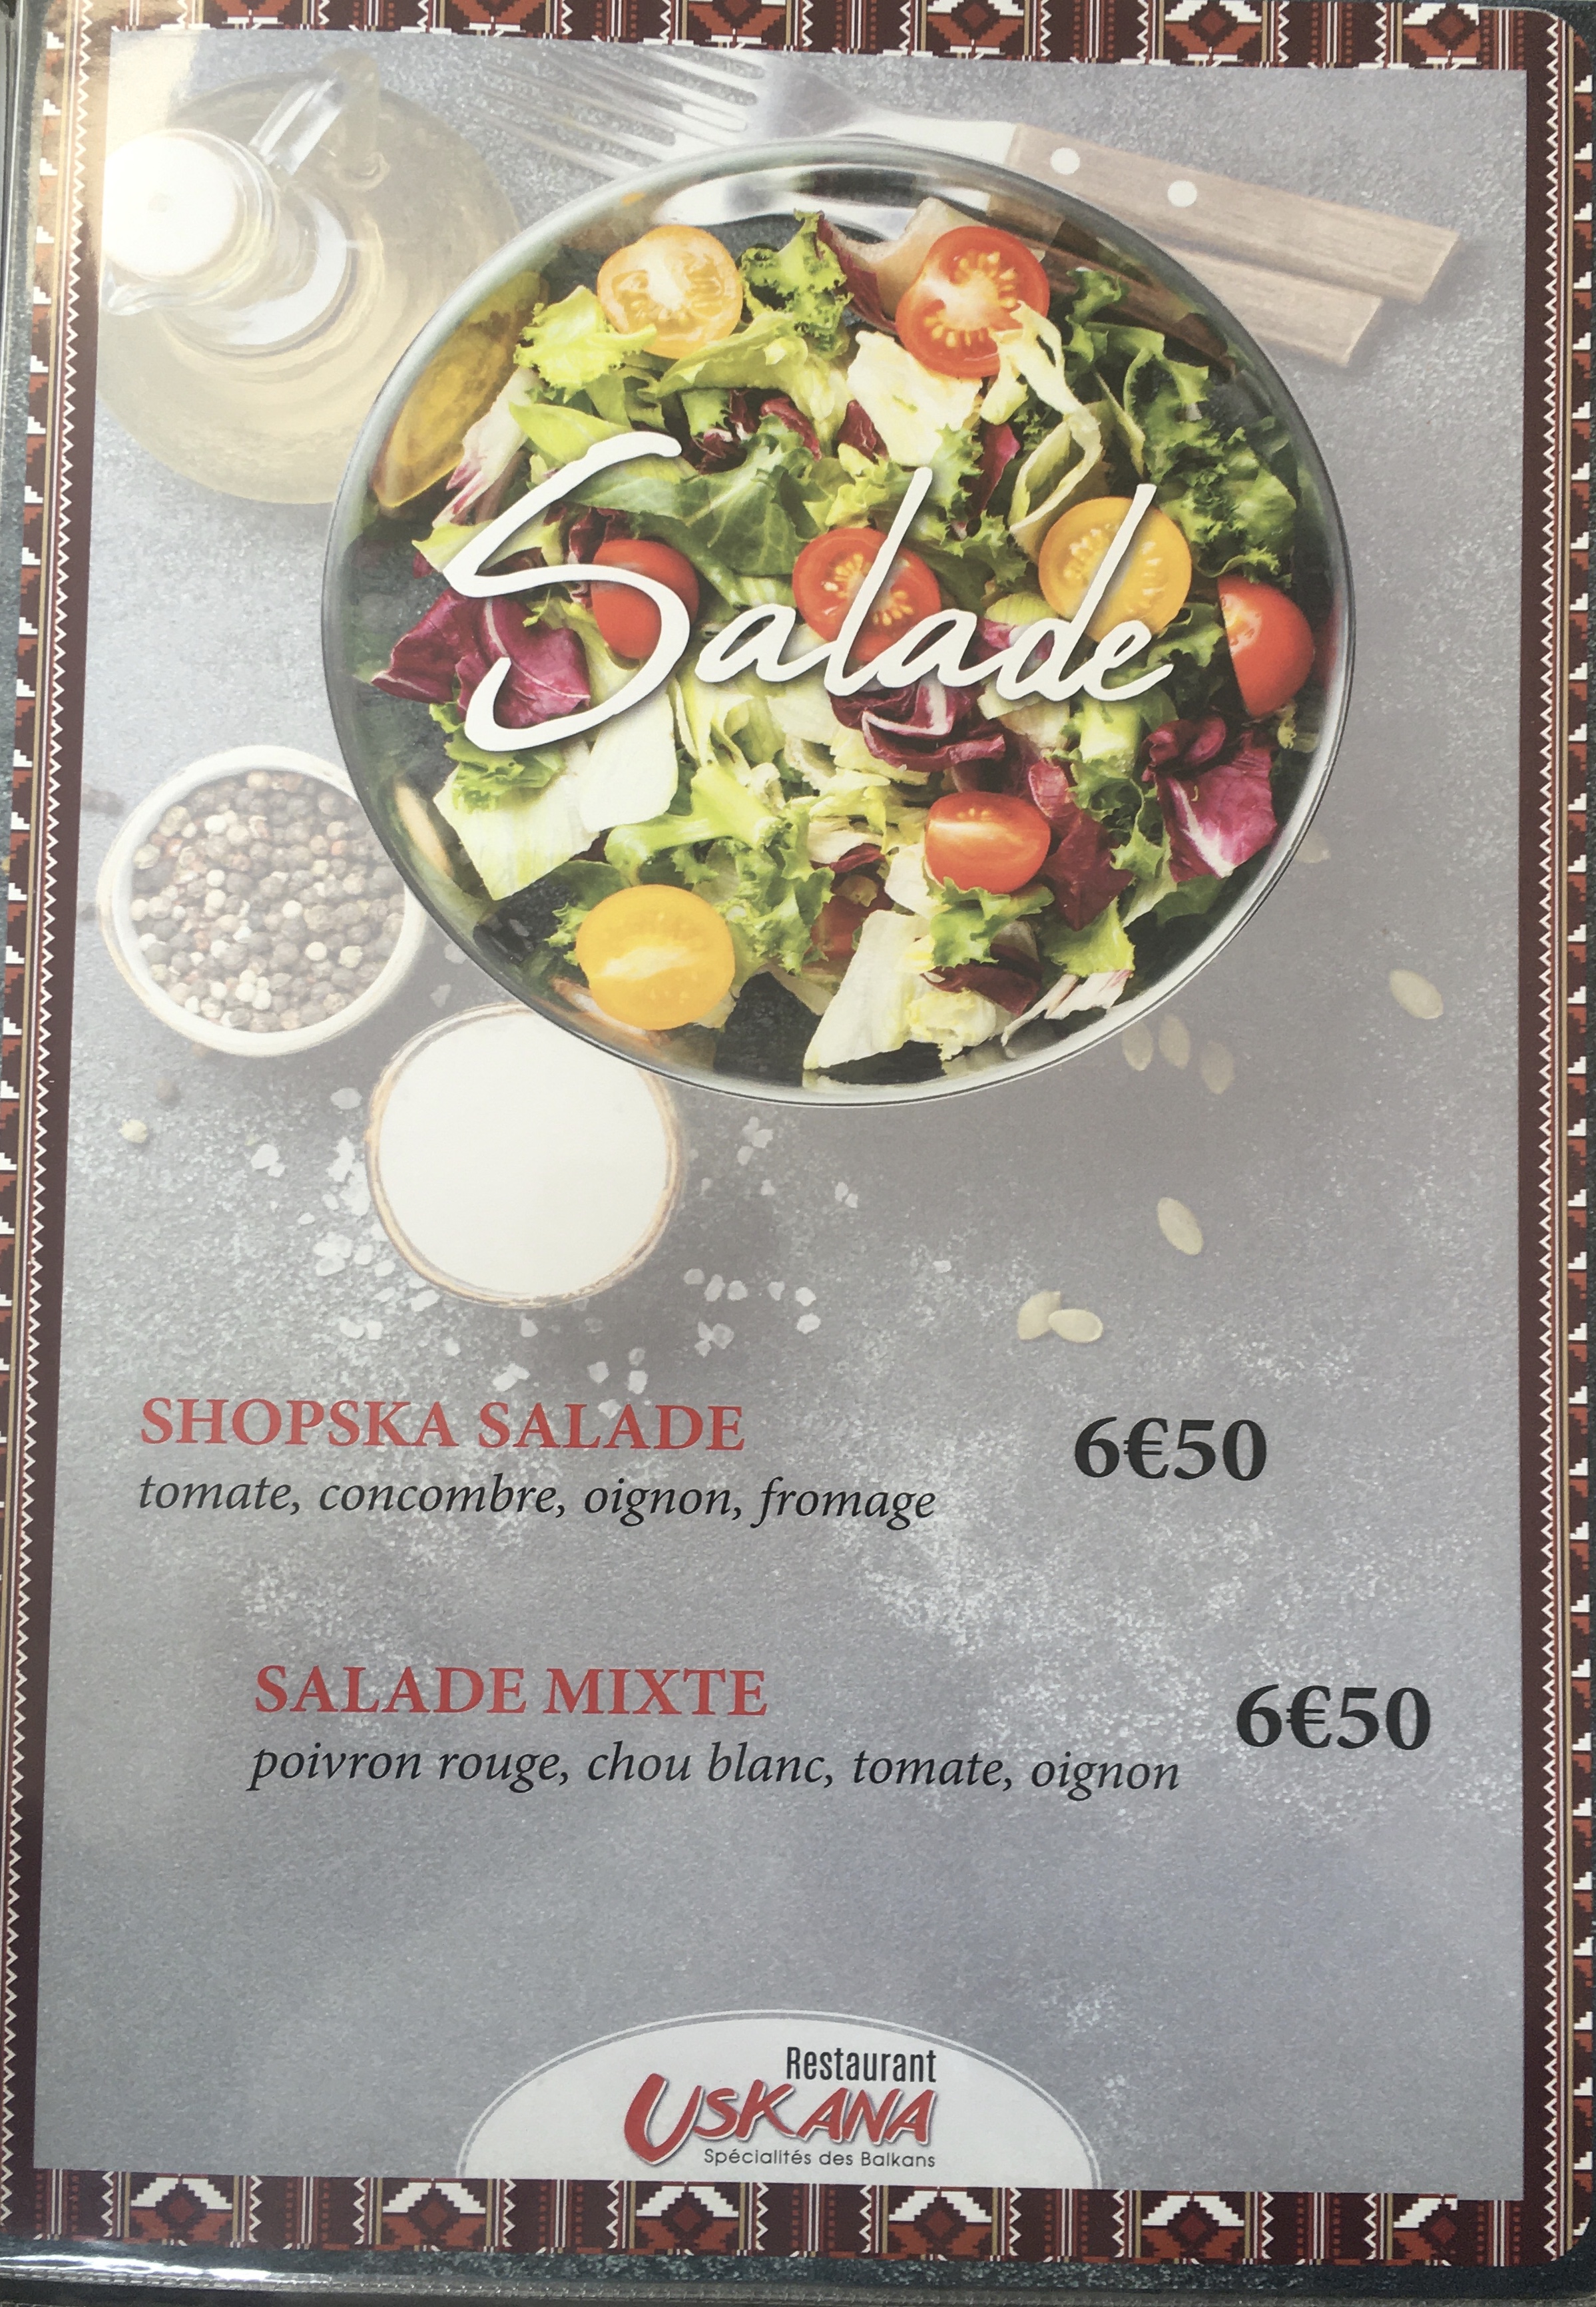 Salade
SHOPSKA SALADE
6€50
tomate, concombre, oignon, fromage
SALADE MIXTE
6€50
poivron rouge, chou blanc, tomate, oignon
Restaurant
USKANA
Spécialités des Balkans